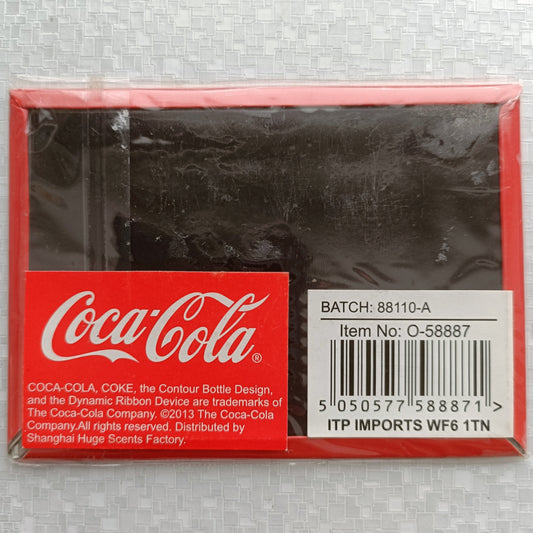 Coca-Cola®
COCA-COLA, COKE, the Contour Bottle Design,
and the Dynamic Ribbon Device are trademarks of
The Coca-Cola Company. ©2013 The Coca-Cola
Company.All rights reserved. Distributed by
Shanghai Huge Scents Factory.
BATCH: 88110-A
Item No: O-58887
5 050577 588871 >
ITP IMPORTS WF6 1TN